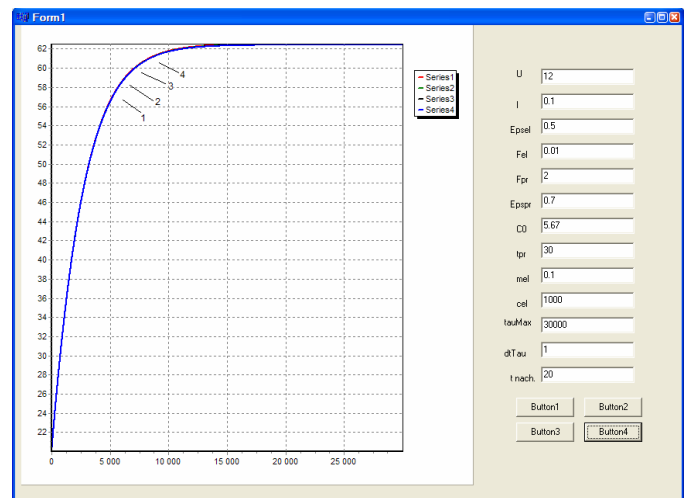 Form1
62
60
58
56
54
52
50
48
46
44
42
40
38
36
34
32
30
28
26
24
22
0
5 000
10 000
15 000
20 000
25 000
1
2
3
4
Series1
Series2
Series3
Series4
U 12
I 0.1
Epsel 0.5
Fel 0.01
Fpr 2
Epspr 0.7
C0 5.67
tpr 30
mel 0.1
cel 1000
tauMax 30000
dtTau 1
t nach. 20
Button1 Button2
Button3 Button4